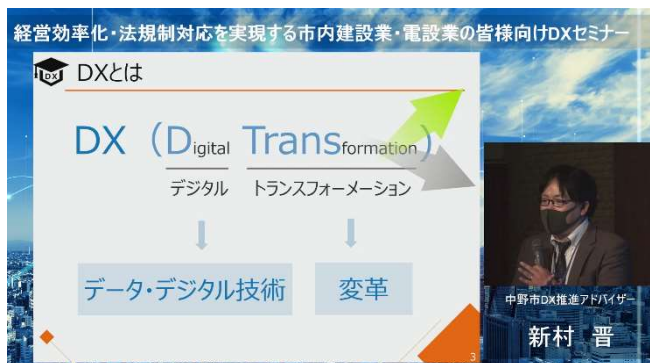 経営効率化・法規制対応を実現する市内建設業・電設業の皆様向けDXセミナー
DX
DXとは
DX（Digital Transformation）
デジタル トランスフォーメーション
データ・デジタル技術 変革
3
中野市DX推進アドバイザー
新村 晋